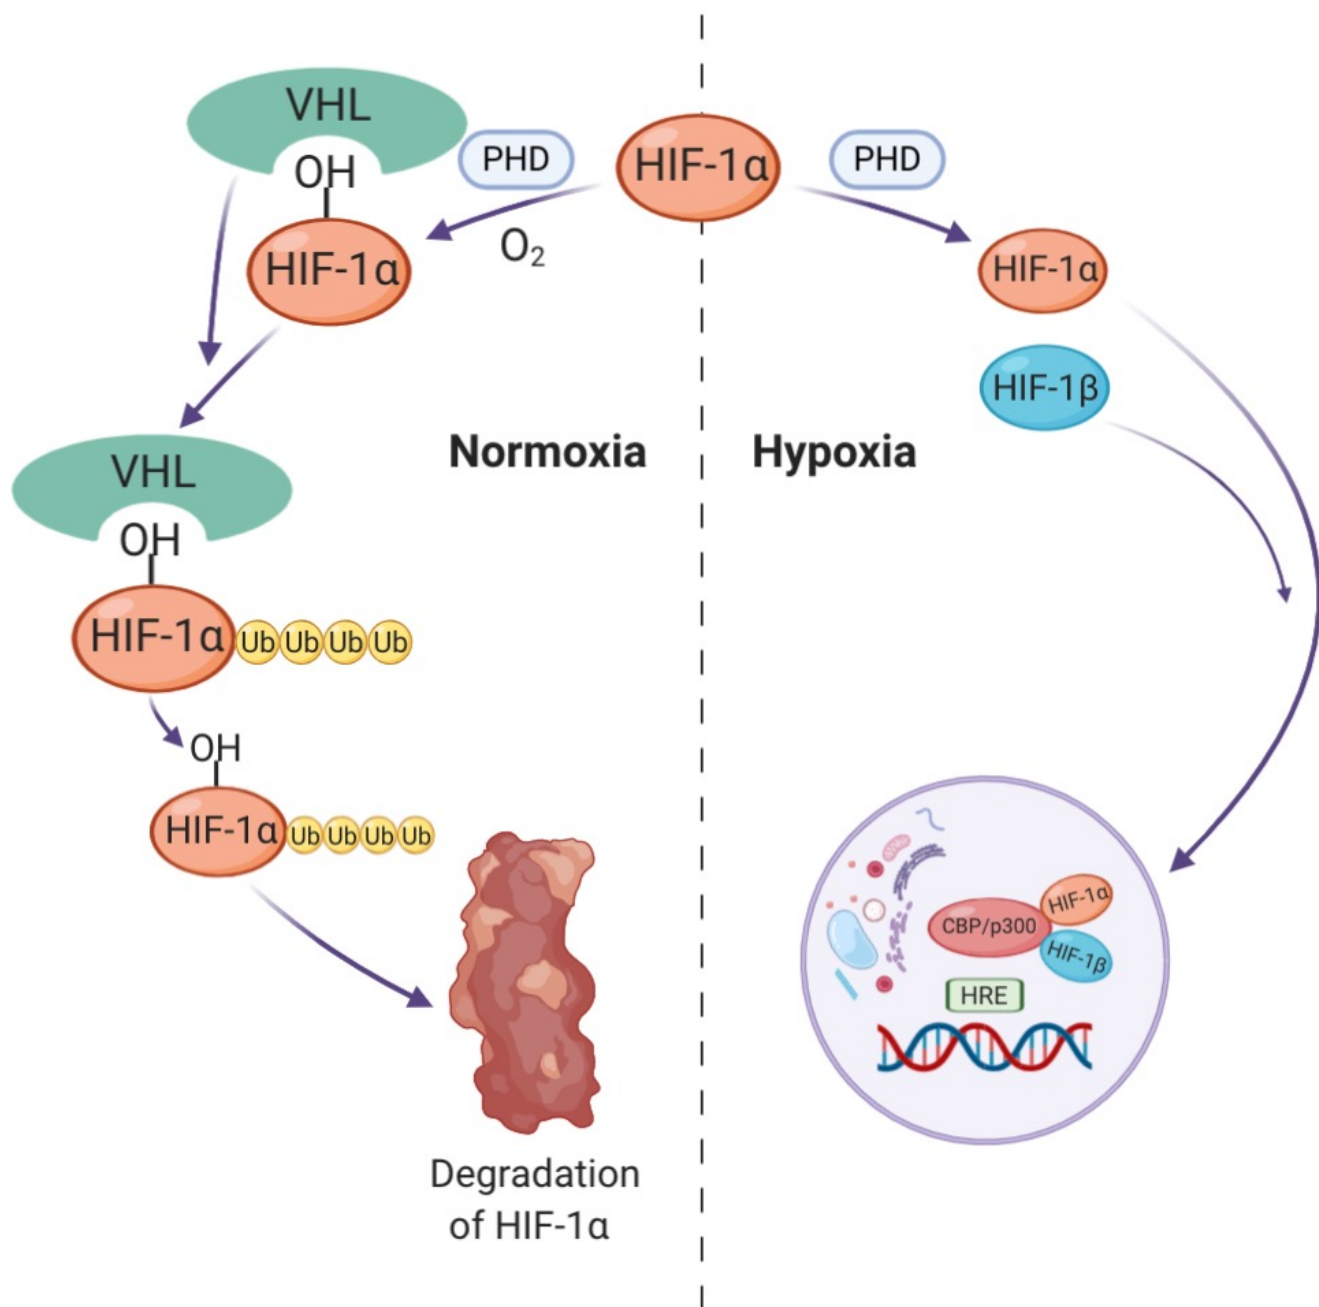 VHL
OH
HIF-1α
PHD
O₂
HIF-1α
PHD
HIF-1α
HIF-1β
Normoxia
Hypoxia
VHL
OH
HIF-1α Ub Ub Ub Ub
OH
HIF-1α Ub Ub Ub Ub
Degradation
of HIF-1α
CBP/p300
HIF-1α
HIF-1β
HRE